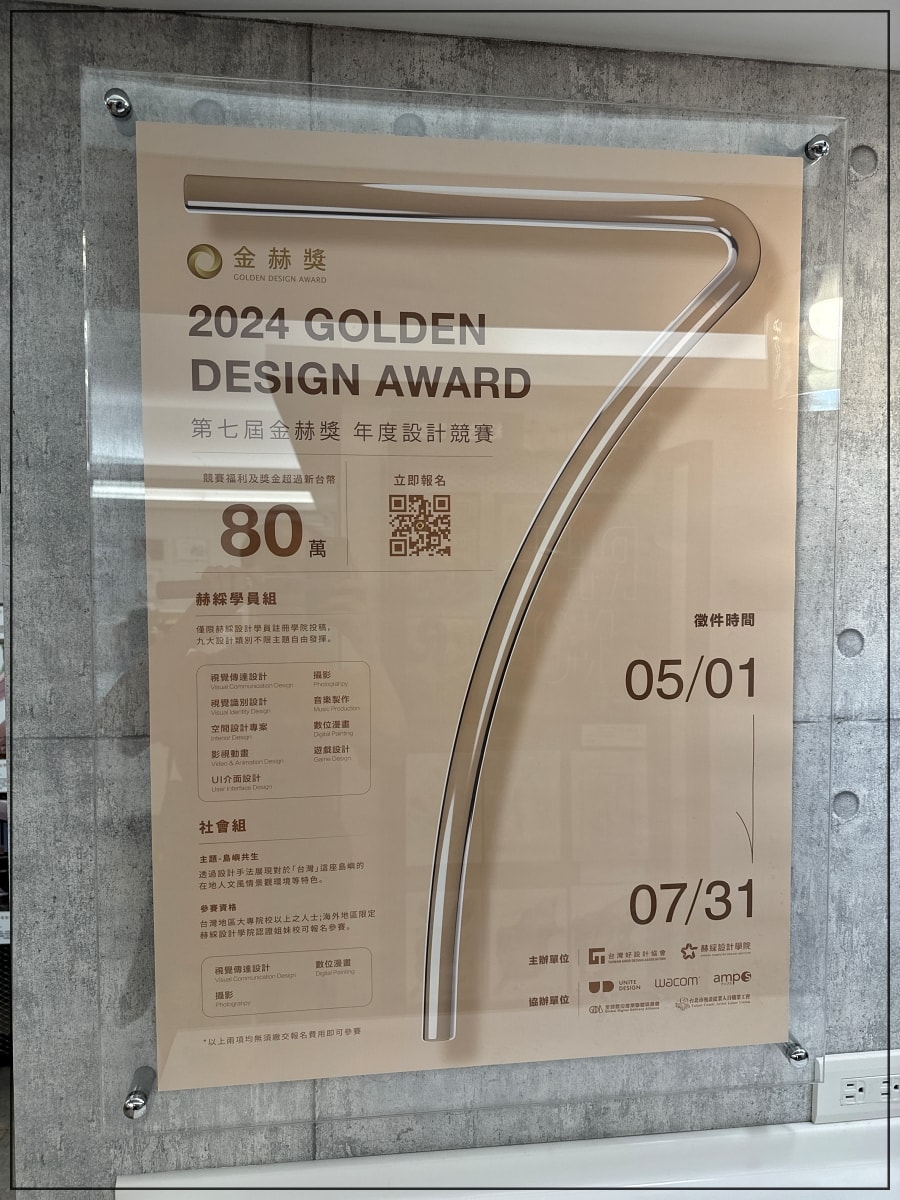 金赫獎
GOLDEN DESIGN AWARD
2024 GOLDEN
DESIGN AWARD
第七屆金赫獎 年度設計競賽
競賽福利及獎金超過新台幣
80萬
立即報名
赫綵學員組
僅限赫綵設計學員註冊學院投稿,
九大設計類別不限主題自由發揮。
視覺傳達設計
Visual Communication Design
視覺識別設計
Visual Identity Design
空間設計專案
Interior Design
影視動畫
Video & Animation Design
UI介面設計
User Interface Design
攝影
Photography
音樂製作
Music Production
數位漫畫
Digital Painting
遊戲設計
Game Design
社會組
主題-島嶼共生
透過設計手法展現對於「台灣」這座島嶼的
在地人文風情景觀環境等特色。
參賽資格
台灣地區大專院校以上之人士;海外地區限定
赫綵設計學院認證姐妹校可報名參賽。
視覺傳達設計
Visual Communication Design
攝影
Photography
數位漫畫
Digital Painting
*以上兩項均無須繳交報名費用即可參賽
徵件時間
05/01
07/31
主辦單位
台灣好設計協會
赫綵設計學院
協辦單位
UNITE
DESIGN
wacom
amp